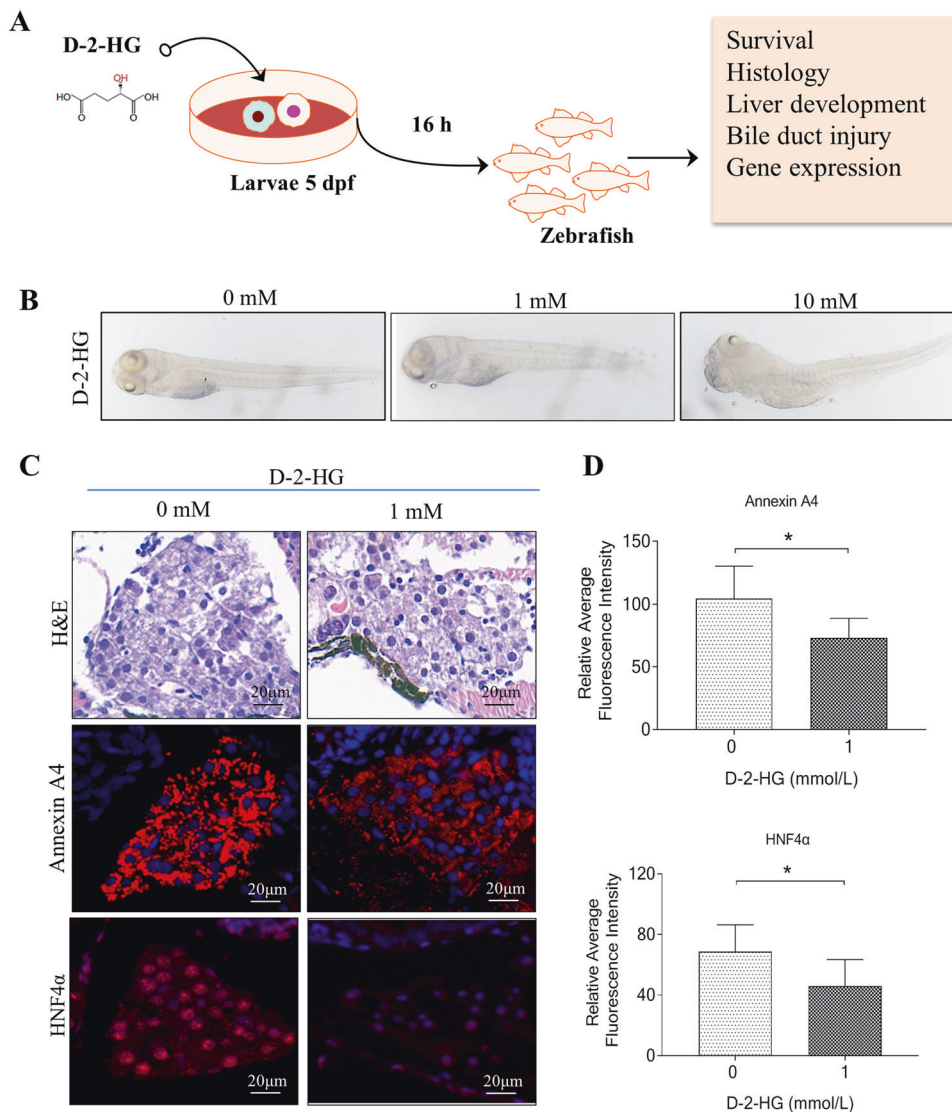 A
D-2-HG
OH
HO
OH
O
O
16 h
Larvae 5 dpf
Zebrafish
Survival
Histology
Liver development
Bile duct injury
Gene expression
B
0 mM
1 mM
10 mM
D-2-HG
C
D-2-HG
0 mM
1 mM
H&E
20μm
20μm
Annexin A4
20μm
20μm
HNF4α
20μm
20μm
D
Annexin A4
Relative Average
Fluorescence Intensity
150
100
50
0
*
0
1
D-2-HG (mmol/L)
HNF4α
Relative Average
Fluorescence Intensity
120
80
40
0
*
0
1
D-2-HG (mmol/L)